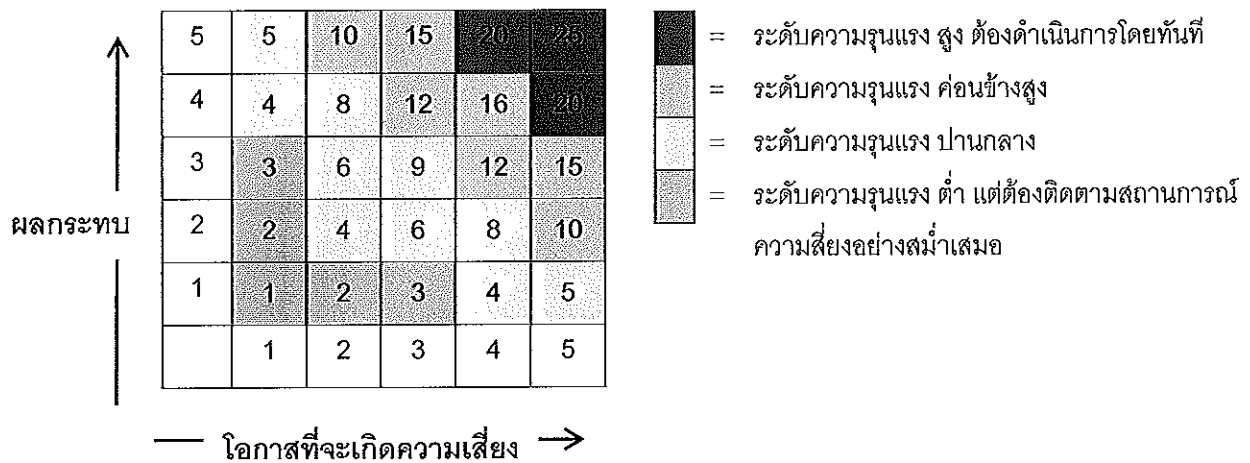 5 5 10 15 20 25
4 4 8 12 16 20
3 3 6 9 12 15
2 2 4 6 8 10
1 1 2 3 4 5
1 2 3 4 5
ผลกระทบ
โอกาสที่จะเกิดความเสี่ยง
= ระดับความรุนแรง สูง ต้องดำเนินการโดยทันที
= ระดับความรุนแรง ค่อนข้างสูง
= ระดับความรุนแรง ปานกลาง
= ระดับความรุนแรง ต่ำ แต่ต้องติดตามสถานการณ์
ความสี่ยงอย่างสม่ำเสมอ